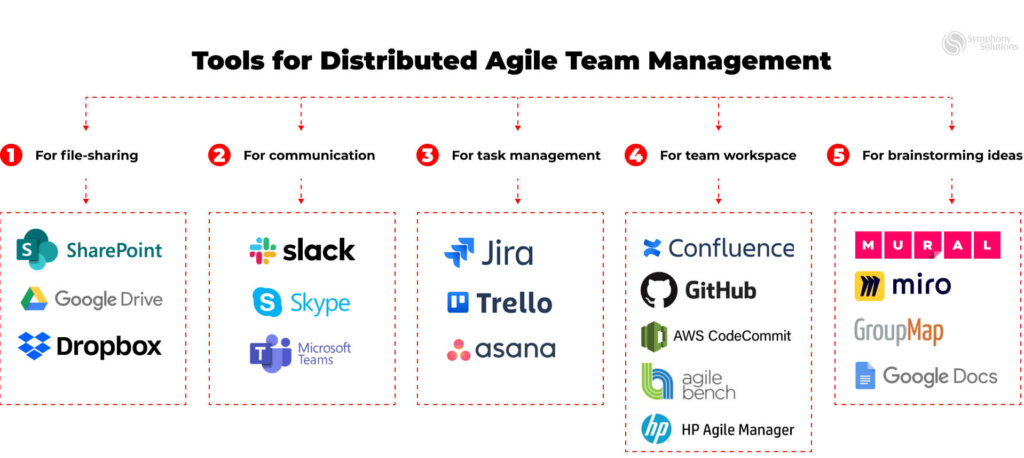 Symphony
Solutions
Tools for Distributed Agile Team Management
1 For file-sharing
2 For communication
3 For task management
4 For team workspace
5 For brainstorming ideas
S SharePoint
Google Drive
Dropbox
slack
S Skype
T Microsoft
Teams
Jira
Trello
asana
Confluence
GitHub
AWS CodeCommit
agile
bench
hp HP Agile Manager
MURAL
miro
GroupMap
Google Docs